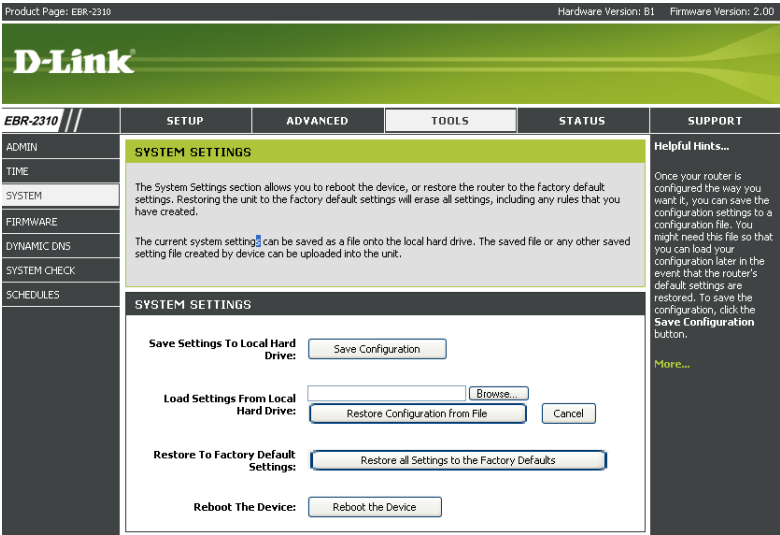 Product Page: EBR-2310
Hardware Version: B1 Firmware Version: 2.00
D-Link
EBR-2310
SETUP
ADVANCED
TOOLS
STATUS
SUPPORT
ADMIN
TIME
SYSTEM
FIRMWARE
DYNAMIC DNS
SYSTEM CHECK
SCHEDULES
SYSTEM SETTINGS
The System Settings section allows you to reboot the device, or restore the router to the factory default
settings. Restoring the unit to the factory default settings will erase all settings, including any rules that you
have created.
The current system settings can be saved as a file onto the local hard drive. The saved file or any other saved
setting file created by device can be uploaded into the unit.
SYSTEM SETTINGS
Save Settings To Local Hard
Drive:
Save Configuration
Load Settings From Local
Hard Drive:
Browse...
Restore Configuration from File
Cancel
Restore To Factory Default
Settings:
Restore all Settings to the Factory Defaults
Reboot The Device:
Reboot the Device
Helpful Hints...
Once your router is
configured the way you
want it, you can save the
configuration settings to a
configuration file. You
might need this file so that
you can load your
configuration later in the
event that the router's
default settings are
restored. To save the
configuration, click the
Save Configuration
button.
More...